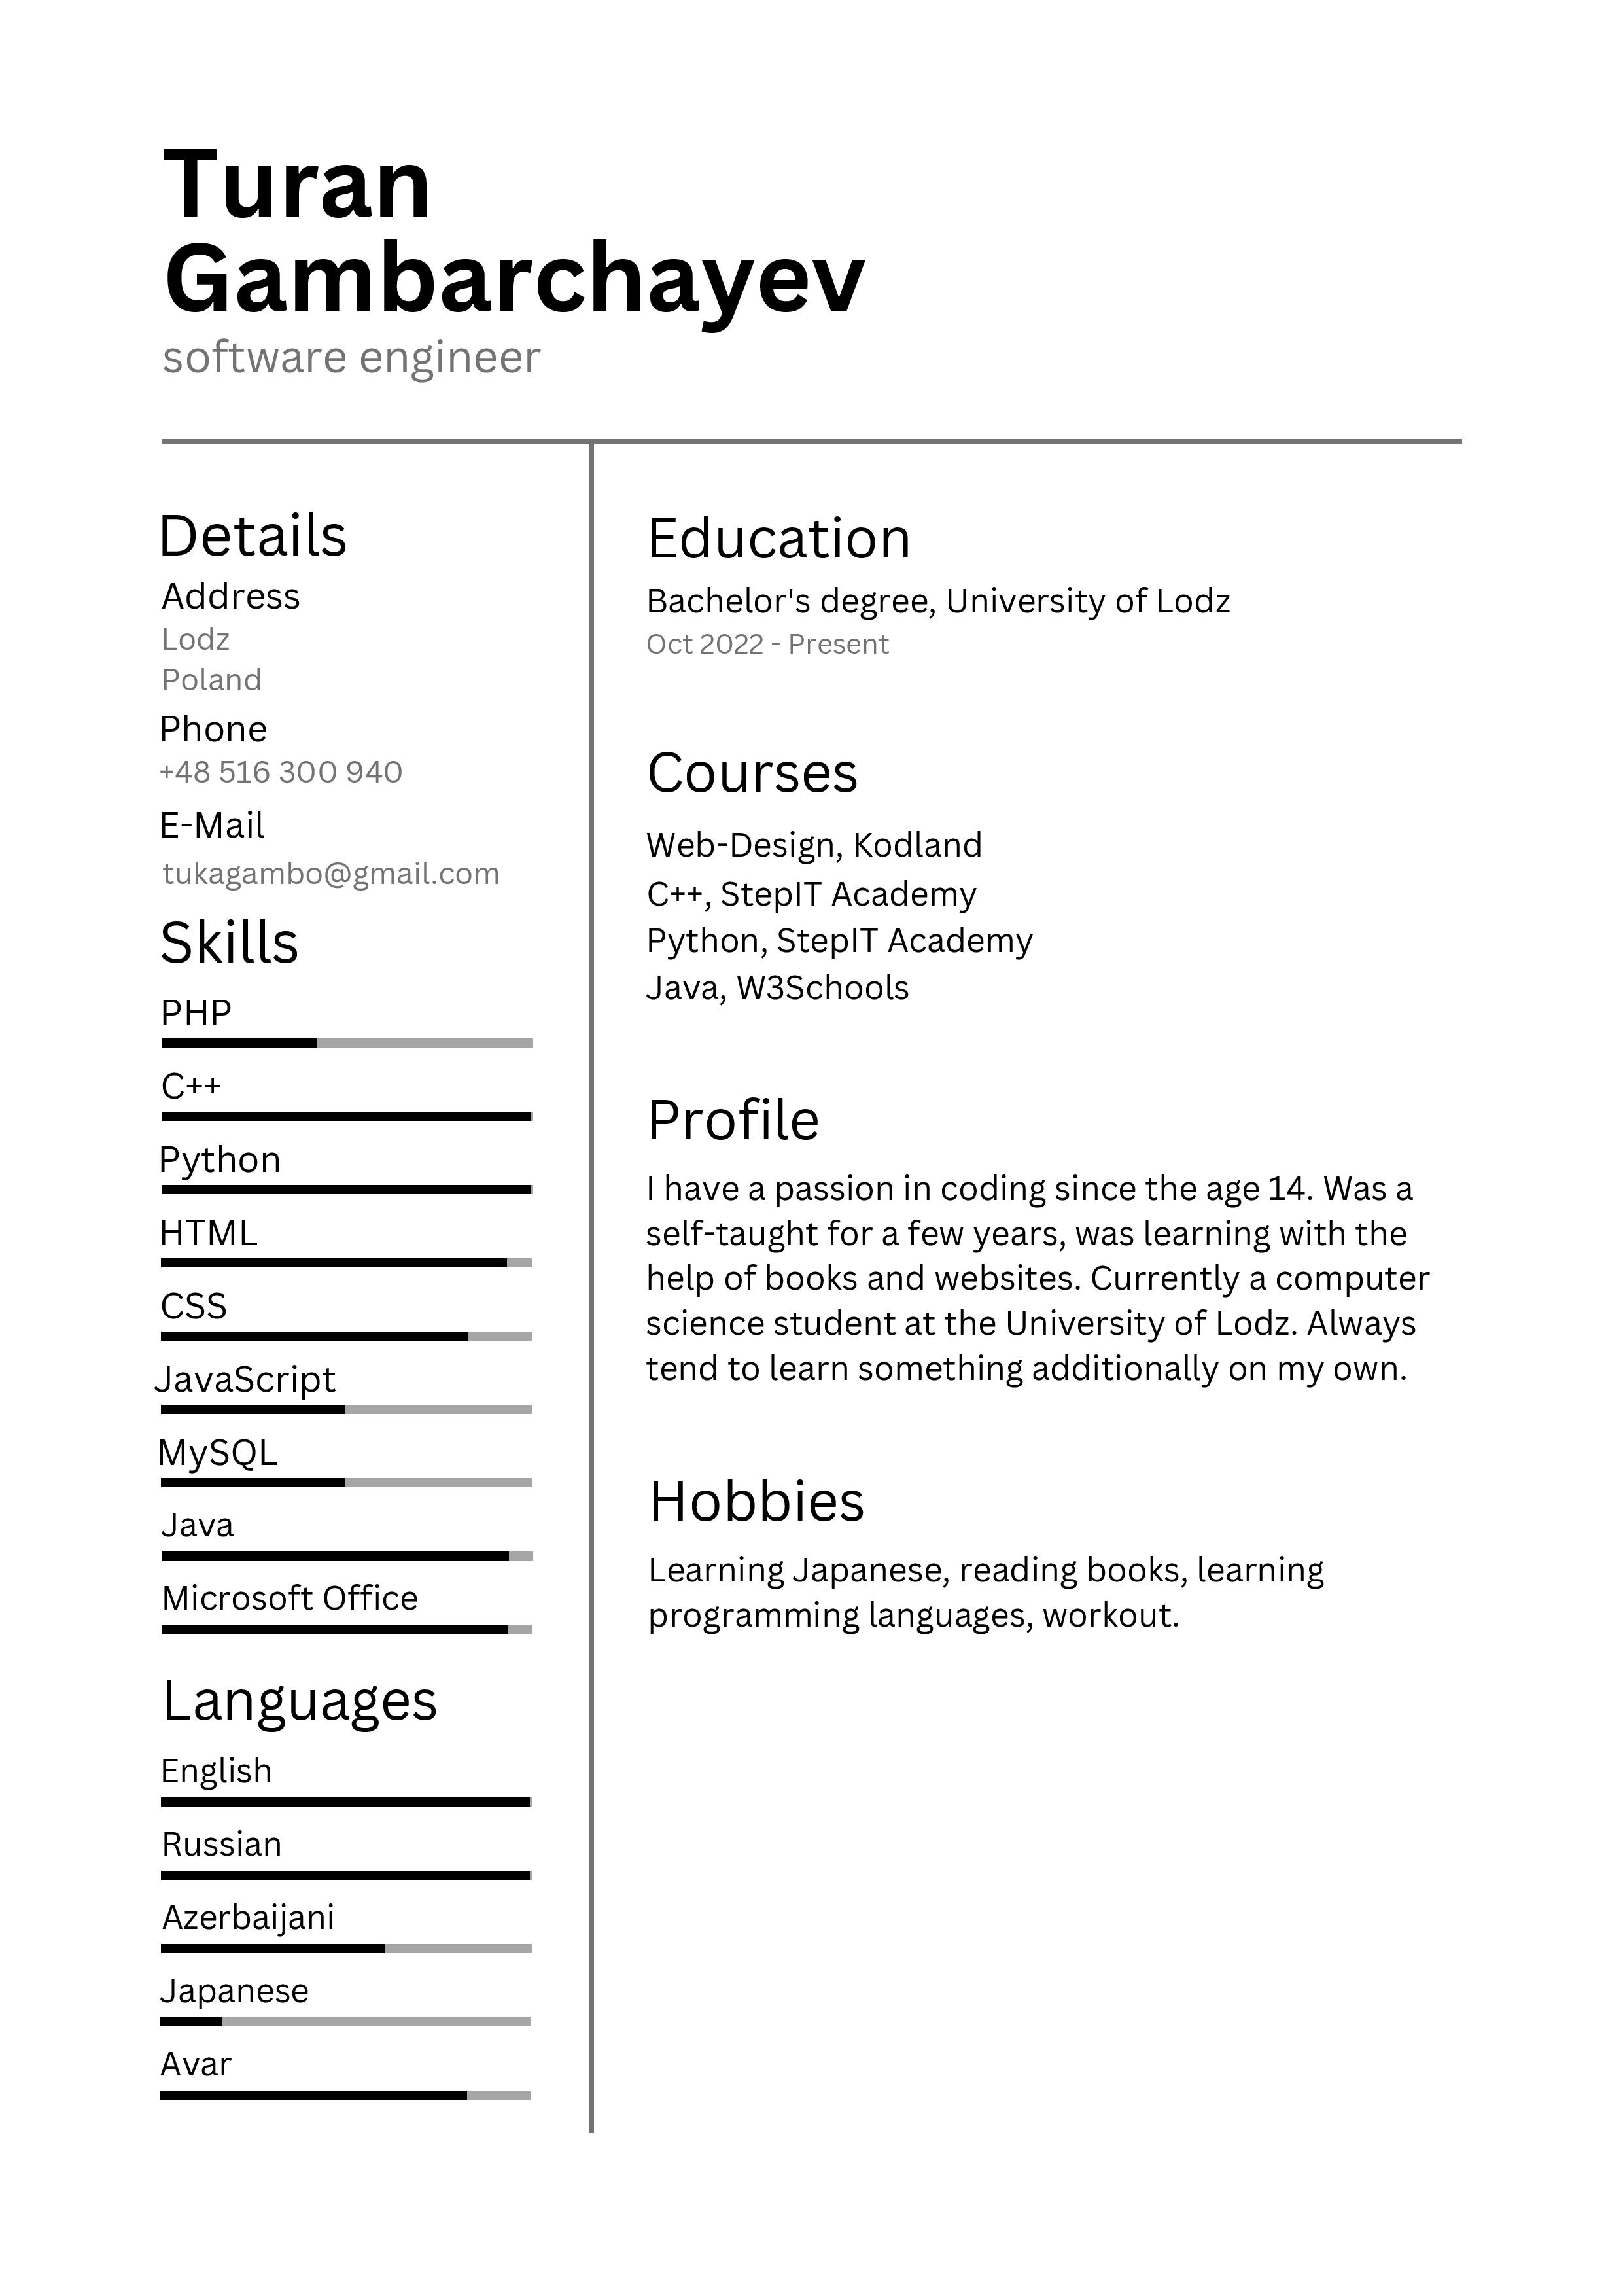 Turan
Gambarchayev
software engineer
Details
Address
Lodz
Poland
Phone
+48 516 300 940
E-Mail
tukagambo@gmail.com
Skills
PHP
C++
Python
HTML
CSS
JavaScript
MySQL
Java
Microsoft Office
Languages
English
Russian
Azerbaijani
Japanese
Avar
Education
Bachelor's degree, University of Lodz
Oct 2022 - Present
Courses
Web-Design, Kodland
C++, StepIT Academy
Python, StepIT Academy
Java, W3Schools
Profile
I have a passion in coding since the age 14. Was a
self-taught for a few years, was learning with the
help of books and websites. Currently a computer
science student at the University of Lodz. Always
tend to learn something additionally on my own.
Hobbies
Learning Japanese, reading books, learning
programming languages, workout.